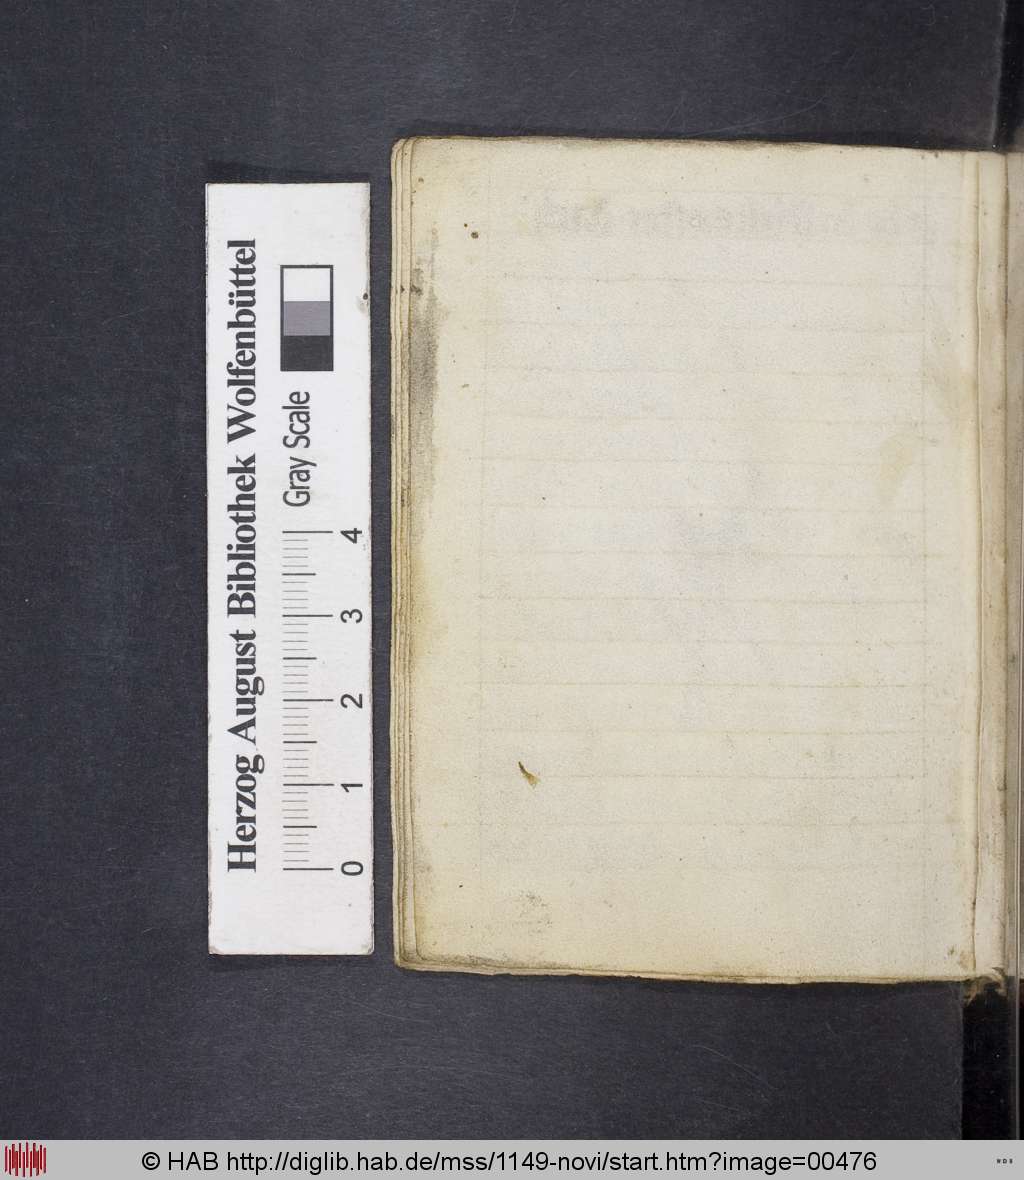 Herzog August Bibliothek Wolfenbüttel
Gray Scale
0 1 2 3 4
© HAB http://diglib.hab.de/mss/1149-novi/start.htm?image=00476
WDB